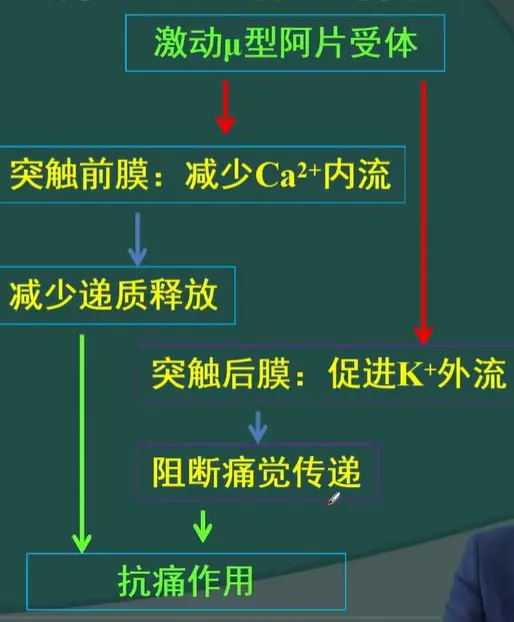 激动μ型阿片受体
突触前膜：减少Ca²⁺内流
减少递质释放
突触后膜：促进K⁺外流
阻断痛觉传递
抗痛作用